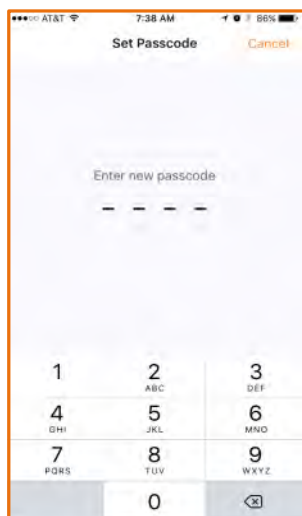 AT&T 7:38 AM 86%
Set Passcode Cancel
Enter new passcode
1 2 3
ABC DEF
4 5 6
GHI JKL MNO
7 8 9
PQRS TUV WXYZ
0